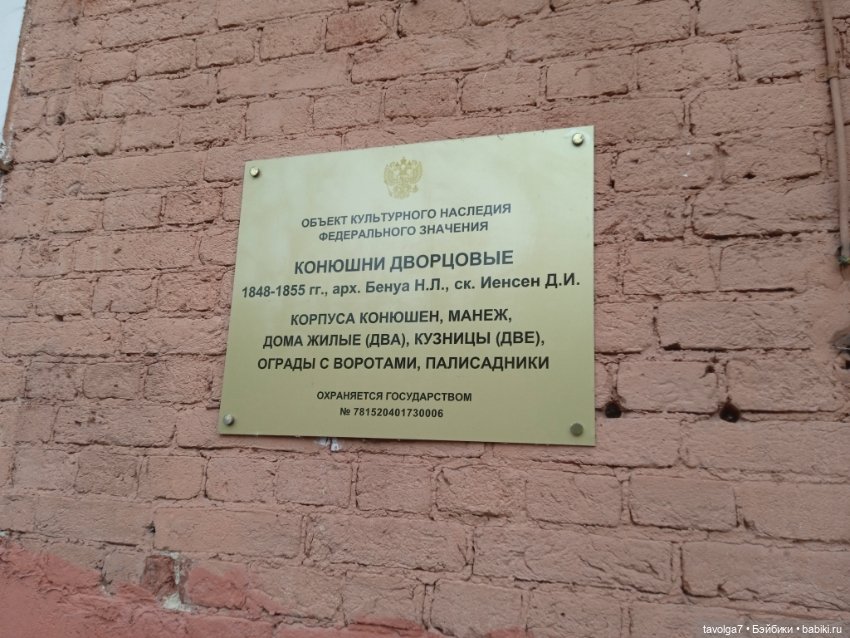 ОБЪЕКТ КУЛЬТУРНОГО НАСЛЕДИЯ
ФЕДЕРАЛЬНОГО ЗНАЧЕНИЯ
КОНЮШНИ ДВОРЦОВЫЕ
1848-1855 гг., арх. Бенуа Н.Л., ск. Иенсен Д.И.
КОРПУСА КОНЮШЕН, МАНЕЖ,
ДОМА ЖИЛЫЕ (ДВА), КУЗНИЦЫ (ДВЕ),
ОГРАДЫ С ВОРОТАМИ, ПАЛИСАДНИКИ
ОХРАНЯЕТСЯ ГОСУДАРСТВОМ
№ 781520401730006
tavolga7 • Бэйбики • babiki.ru